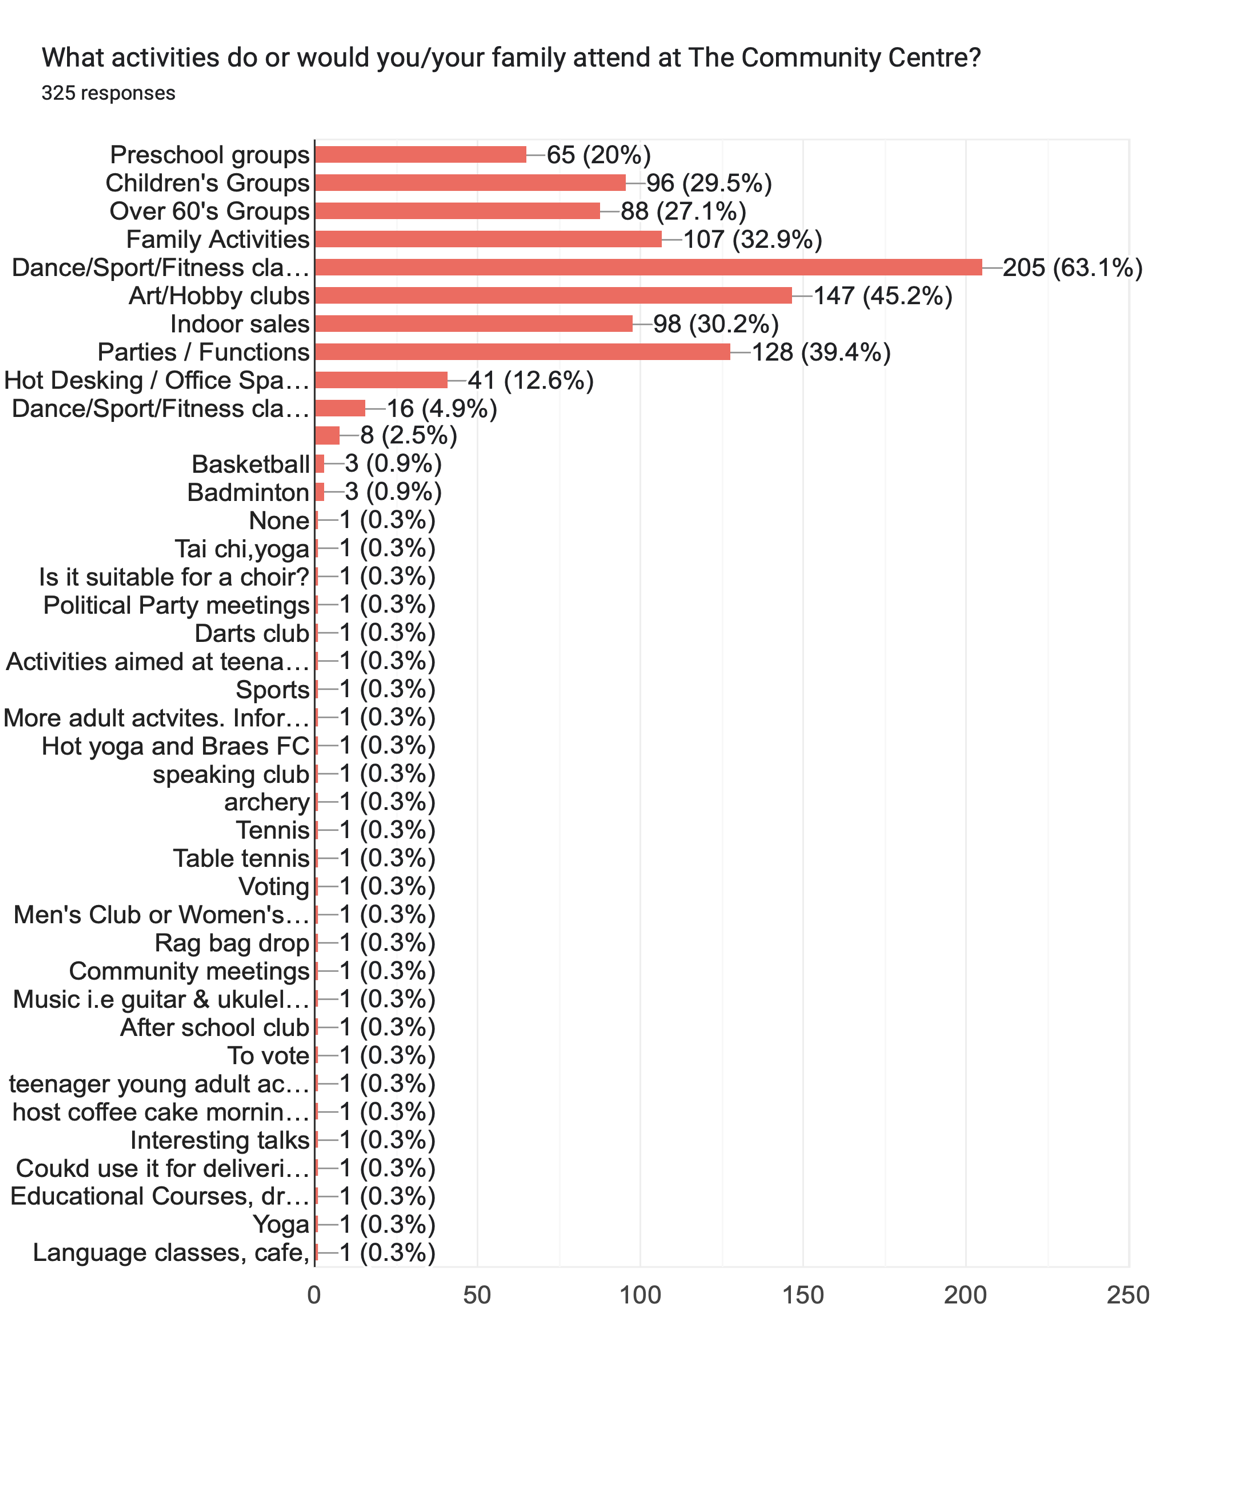 What activities do or would you/your family attend at The Community Centre?
325 responses
Preschool groups 65 (20%)
Children's Groups 96 (29.5%)
Over 60's Groups 88 (27.1%)
Family Activities 107 (32.9%)
Dance/Sport/Fitness cla… 205 (63.1%)
Art/Hobby clubs 147 (45.2%)
Indoor sales 98 (30.2%)
Parties / Functions 128 (39.4%)
Hot Desking / Office Spa… 41 (12.6%)
Dance/Sport/Fitness cla… 16 (4.9%)
8 (2.5%)
Basketball 3 (0.9%)
Badminton 3 (0.9%)
None 1 (0.3%)
Tai chi,yoga 1 (0.3%)
Is it suitable for a choir? 1 (0.3%)
Political Party meetings 1 (0.3%)
Darts club 1 (0.3%)
Activities aimed at teena… 1 (0.3%)
Sports 1 (0.3%)
More adult actvites. Infor… 1 (0.3%)
Hot yoga and Braes FC 1 (0.3%)
speaking club 1 (0.3%)
archery 1 (0.3%)
Tennis 1 (0.3%)
Table tennis 1 (0.3%)
Voting 1 (0.3%)
Men's Club or Women's… 1 (0.3%)
Rag bag drop 1 (0.3%)
Community meetings 1 (0.3%)
Music i.e guitar & ukulel… 1 (0.3%)
After school club 1 (0.3%)
To vote 1 (0.3%)
teenager young adult ac… 1 (0.3%)
host coffee cake mornin… 1 (0.3%)
Interesting talks 1 (0.3%)
Coukd use it for deliveri… 1 (0.3%)
Educational Courses, dr… 1 (0.3%)
Yoga 1 (0.3%)
Language classes, cafe, 1 (0.3%)
0 50 100 150 200 250